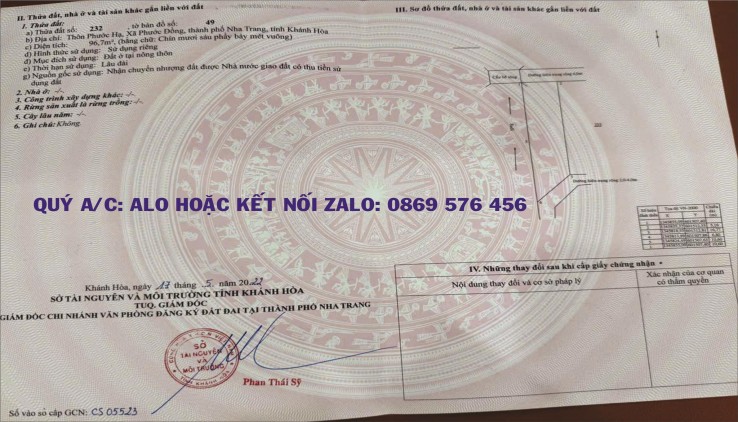 II. Thửa đất, nhà ở và tài sản khác gắn liền với đất
1. Thửa đất:
a) Thửa đất số: 232, tờ bản đồ số: 49
b) Địa chỉ: Thôn Phước Hạ, Xã Phước Đồng, thành phố Nha Trang, tỉnh Khánh Hòa
c) Diện tích: 96,7m², (bằng chữ: Chín mươi sáu phẩy bảy mét vuông)
d) Hình thức sử dụng: Sử dụng riêng
đ) Mục đích sử dụng: Đất ở tại nông thôn
e) Thời hạn sử dụng: Lâu dài
g) Nguồn gốc sử dụng: Nhận chuyển nhượng đất được Nhà nước giao đất có thu tiền sử
dụng đất
2. Nhà ở: -/-
3. Công trình xây dựng khác: -/-
4. Rừng sản xuất là rừng trồng: -/-
5. Cây lâu năm: -/-
6. Ghi chú: Không.
III. Sơ đồ thửa đất, nhà ở và tài sản khác gắn liền với đất
QUÝ A/C: ALO HOẶC KẾT NỐI ZALO: 0869 576 456
Khánh Hòa, ngày 17 tháng 5 năm 2022
SỞ TÀI NGUYÊN VÀ MÔI TRƯỜNG TỈNH KHÁNH HÒA
TUQ. GIÁM ĐỐC
GIÁM ĐỐC CHI NHÁNH VĂN PHÒNG ĐĂNG KÝ ĐẤT ĐAI TẠI THÀNH PHỐ NHA TRANG
SỞ
TÀI NGUYÊN
VÀ
MÔI TRƯỜNG
Phan Thái Sỹ
Số vào sổ cấp GCN: CS 05523
IV. Những thay đổi sau khi cấp giấy chứng nhận
Nội dung thay đổi và cơ sở pháp lý
Xác nhận của cơ quan
có thẩm quyền